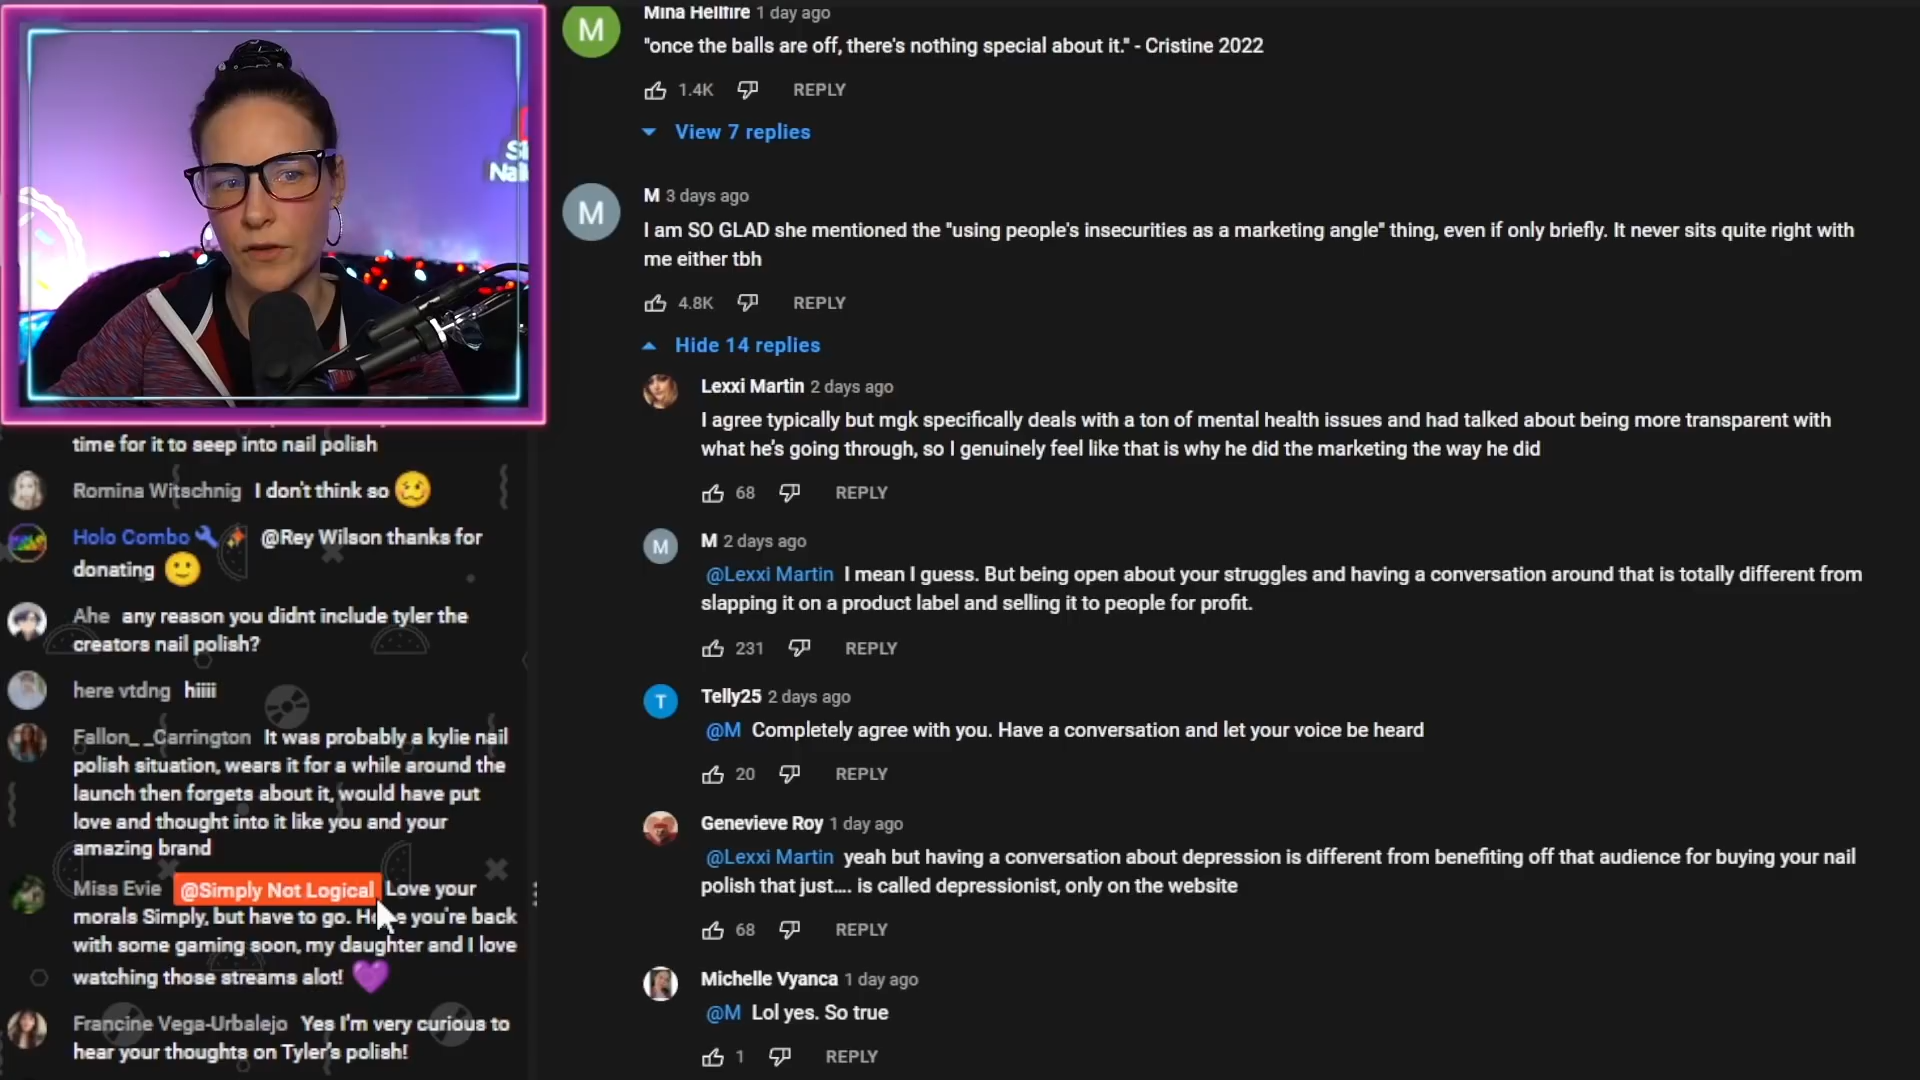 Mina Hellfire 1 day ago
"once the balls are off, there's nothing special about it." - Cristine 2022
1.4K REPLY
View 7 replies
M
M 3 days ago
I am SO GLAD she mentioned the "using people's insecurities as a marketing angle" thing, even if only briefly. It never sits quite right with
me either tbh
4.8K REPLY
M
Hide 14 replies
Lexxi Martin 2 days ago
I agree typically but mgk specifically deals with a ton of mental health issues and had talked about being more transparent with
what he's going through, so I genuinely feel like that is why he did the marketing the way he did
68 REPLY
M
M 2 days ago
@Lexxi Martin I mean I guess. But being open about your struggles and having a conversation around that is totally different from
slapping it on a product label and selling it to people for profit.
231 REPLY
T
Telly25 2 days ago
@M Completely agree with you. Have a conversation and let your voice be heard
20 REPLY
Genevieve Roy 1 day ago
@Lexxi Martin yeah but having a conversation about depression is different from benefiting off that audience for buying your nail
polish that just.... is called depressionist, only on the website
68 REPLY
Michelle Vyanca 1 day ago
@M Lol yes. So true
1 REPLY
M
time for it to seep into nail polish
Romina Witschnig I don't think so
Holo Combo @Rey Wilson thanks for
donating
Ahe any reason you didnt include tyler the
creators nail polish?
here vtdng hiiii
Fallon_ _Carrington It was probably a kylie nail
polish situation, wears it for a while around the
launch then forgets about it, would have put
love and thought into it like you and your
amazing brand
Miss Evie @Simply Not Logical Love your
morals Simply, but have to go. you're back
with some gaming soon, my daughter and I love
watching those streams alot!
Francine Vega-Urbalejo Yes I'm very curious to
hear your thoughts on Tyler's polish!